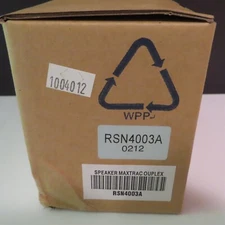 1004012
WPP
RSN4003A
0212
SPEAKER MAXTRAC DUPLEX
RSN4003A